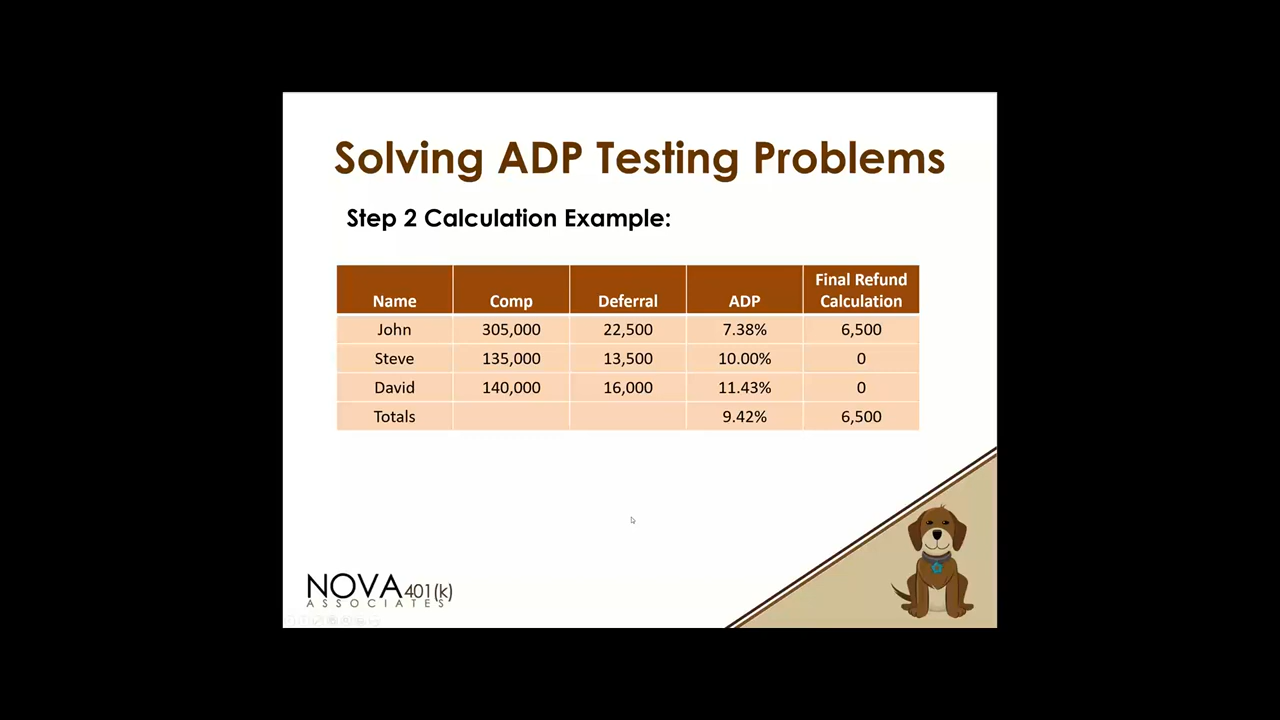 Solving ADP Testing Problems
Step 2 Calculation Example:
Name Comp Deferral ADP Final Refund Calculation
John 305,000 22,500 7.38% 6,500
Steve 135,000 13,500 10.00% 0
David 140,000 16,000 11.43% 0
Totals 9.42% 6,500
NOVA 401(k)
ASSOCIATES